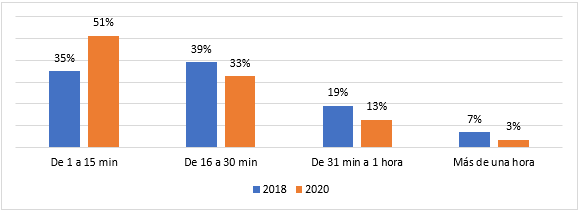 51%
35%
39%
33%
19%
13%
7%
3%
De 1 a 15 min
De 16 a 30 min
De 31 min a 1 hora
Más de una hora
2018
2020